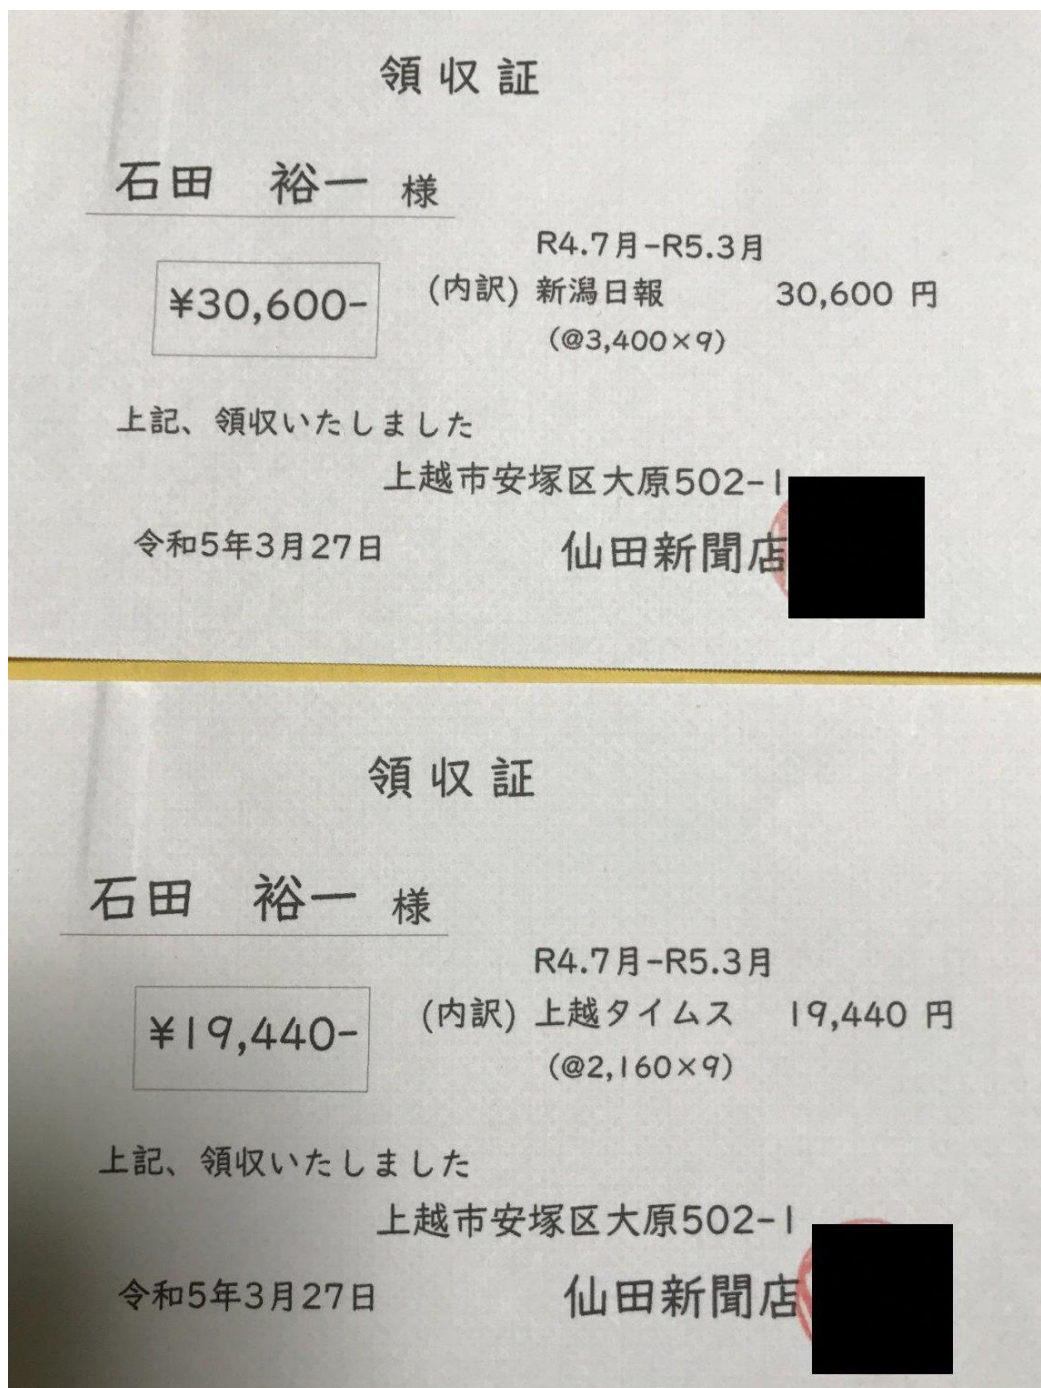 領収証
石田 裕一 様
R4.7月-R5.3月
¥30,600- (内訳) 新潟日報 30,600 円
(@3,400×9)
上記、領収いたしました
上越市安塚区大原502-1
令和5年3月27日 仙田新聞店
領収証
石田 裕一 様
R4.7月-R5.3月
¥19,440- (内訳) 上越タイムス 19,440 円
(@2,160×9)
上記、領収いたしました
上越市安塚区大原502-1
令和5年3月27日 仙田新聞店